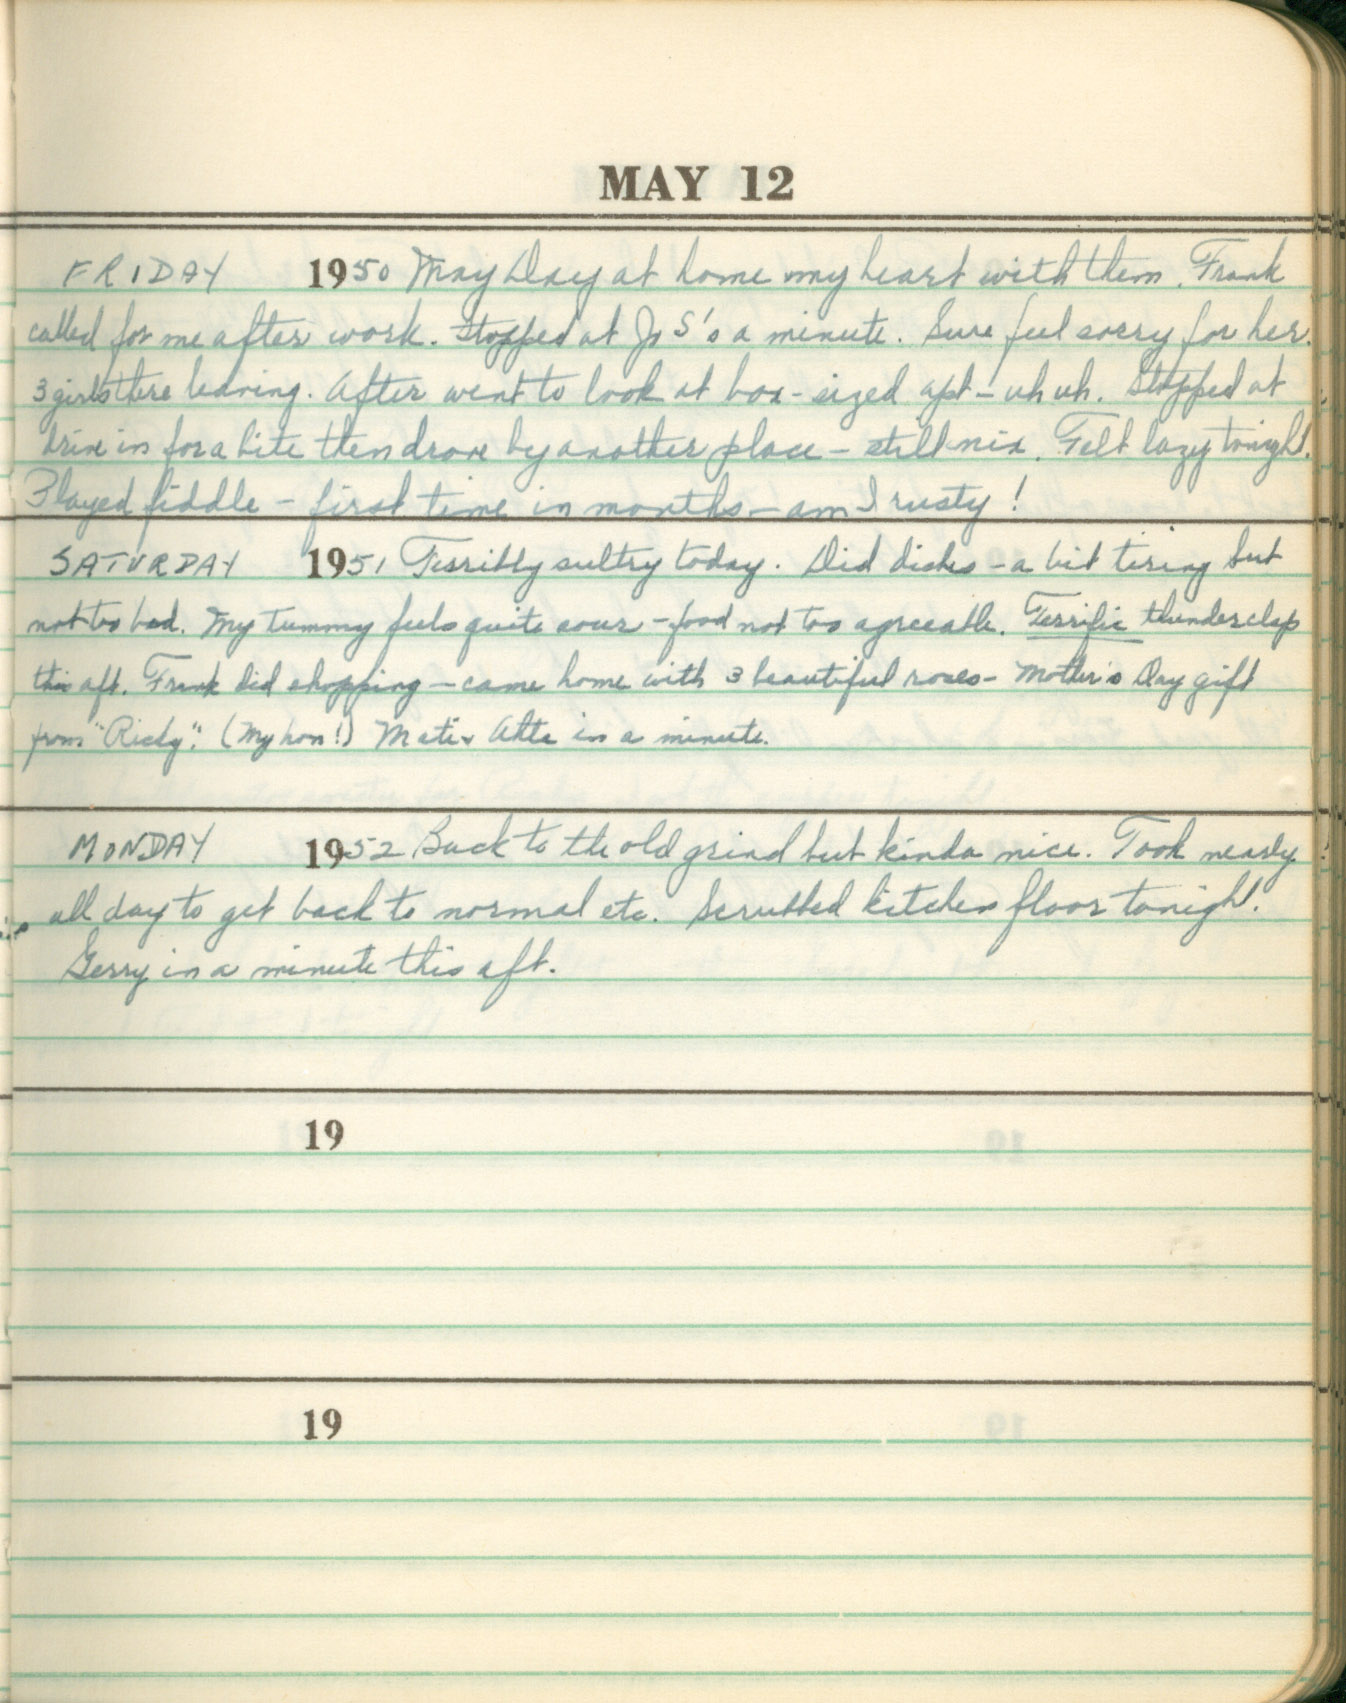 MAY 12
FRIDAY 1950 May Day at home my heart with them. Frank
called for me after work. Stopped at Jo S's a minute. Sure feel sorry for her.
3 girls there leaving. After went to look at box-sized apt - uh uh. Stopped at
drive in for a bite then drove by another place - still nix. Felt lazy tonight.
Played fiddle - first time in months - am I rusty!
SATURDAY 1951 Terribly sultry today. Did dishes - a bit tiring but
not too bad. My tummy feels quite sour - food not too agreeable. Terrific thunderclap
this aft. Frank did shopping - came home with 3 beautiful roses - Mother's Day gift
from "Ricky". (My hon!) Matie & in a minute.
MONDAY 1952 Back to the old grind but kinda nice. Took nearly
all day to get back to normal etc. Scrubbed kitchen floor tonight.
Gerry in a minute this aft.
19
19